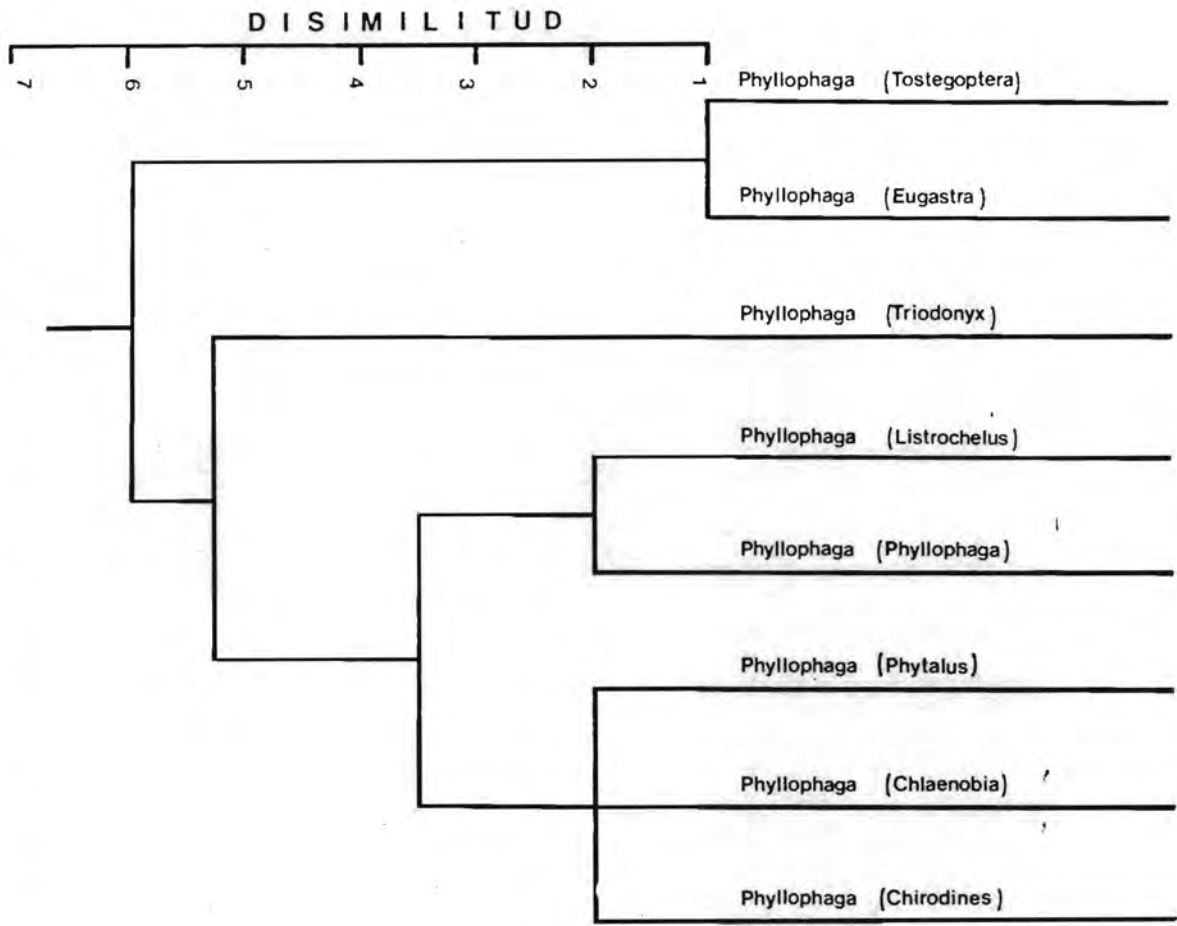 DISIMILITUD
7 6 5 4 3 2 1
Phyllophaga (Tostegoptera)
Phyllophaga (Eugastra)
Phyllophaga (Triodonyx)
Phyllophaga (Listrochelus)
Phyllophaga (Phyllophaga)
Phyllophaga (Phytalus)
Phyllophaga (Chlaenobia)
Phyllophaga (Chirodines)